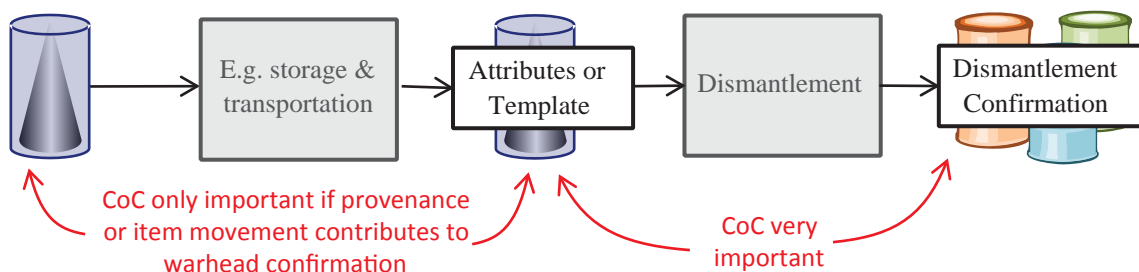 E.g. storage &
transportation
Attributes or
Template
Dismantlement
Dismantlement
Confirmation
CoC only important if provenance
or item movement contributes to
warhead confirmation
CoC very
important